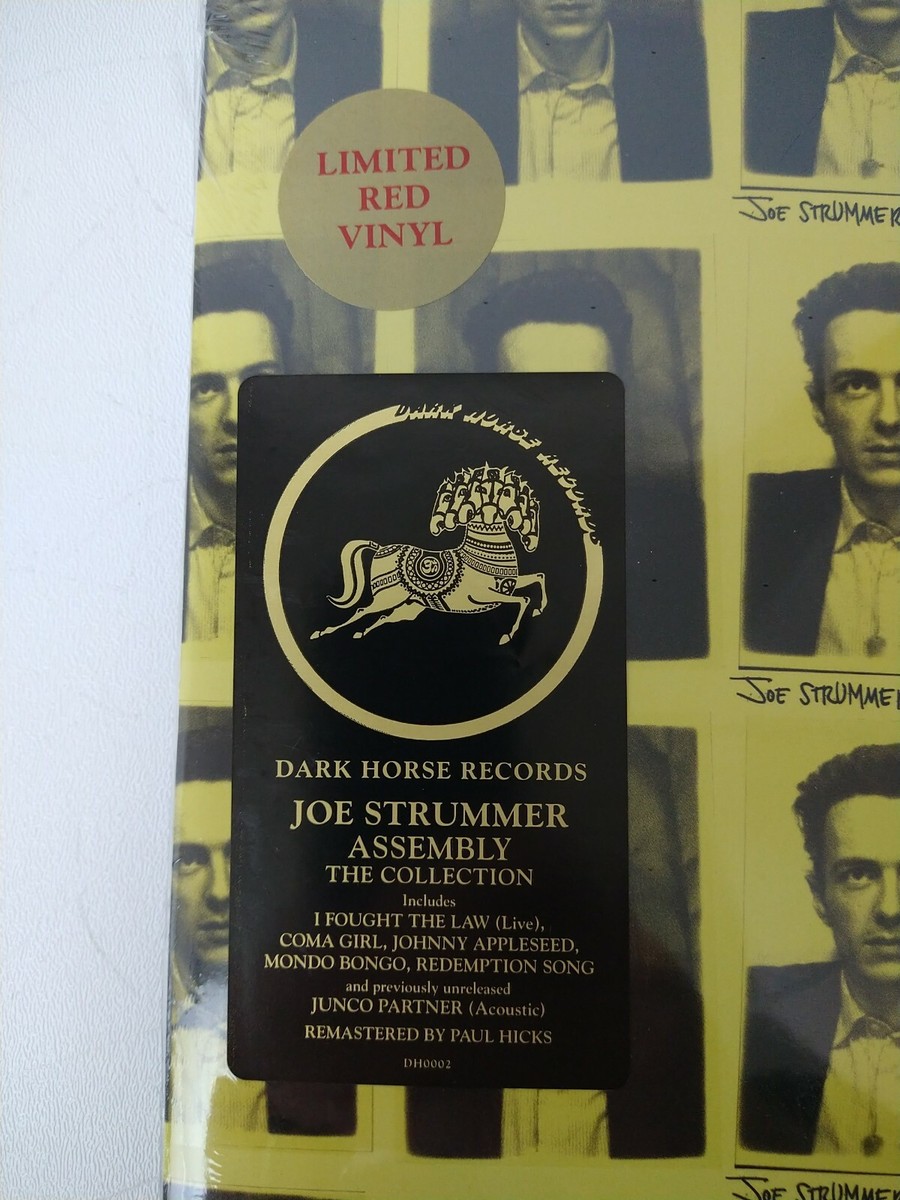 LIMITED
RED
VINYL
JOE STRUMMER
DARK HORSE RECORDS
JOE STRUMMER
DARK HORSE RECORDS
JOE STRUMMER
ASSEMBLY
THE COLLECTION
Includes
I FOUGHT THE LAW (Live),
COMA GIRL, JOHNNY APPLESEED,
MONDO BONGO, REDEMPTION SONG
and previously unreleased
JUNCO PARTNER (Acoustic)
REMASTERED BY PAUL HICKS
DH0002
JOE STRUMMER